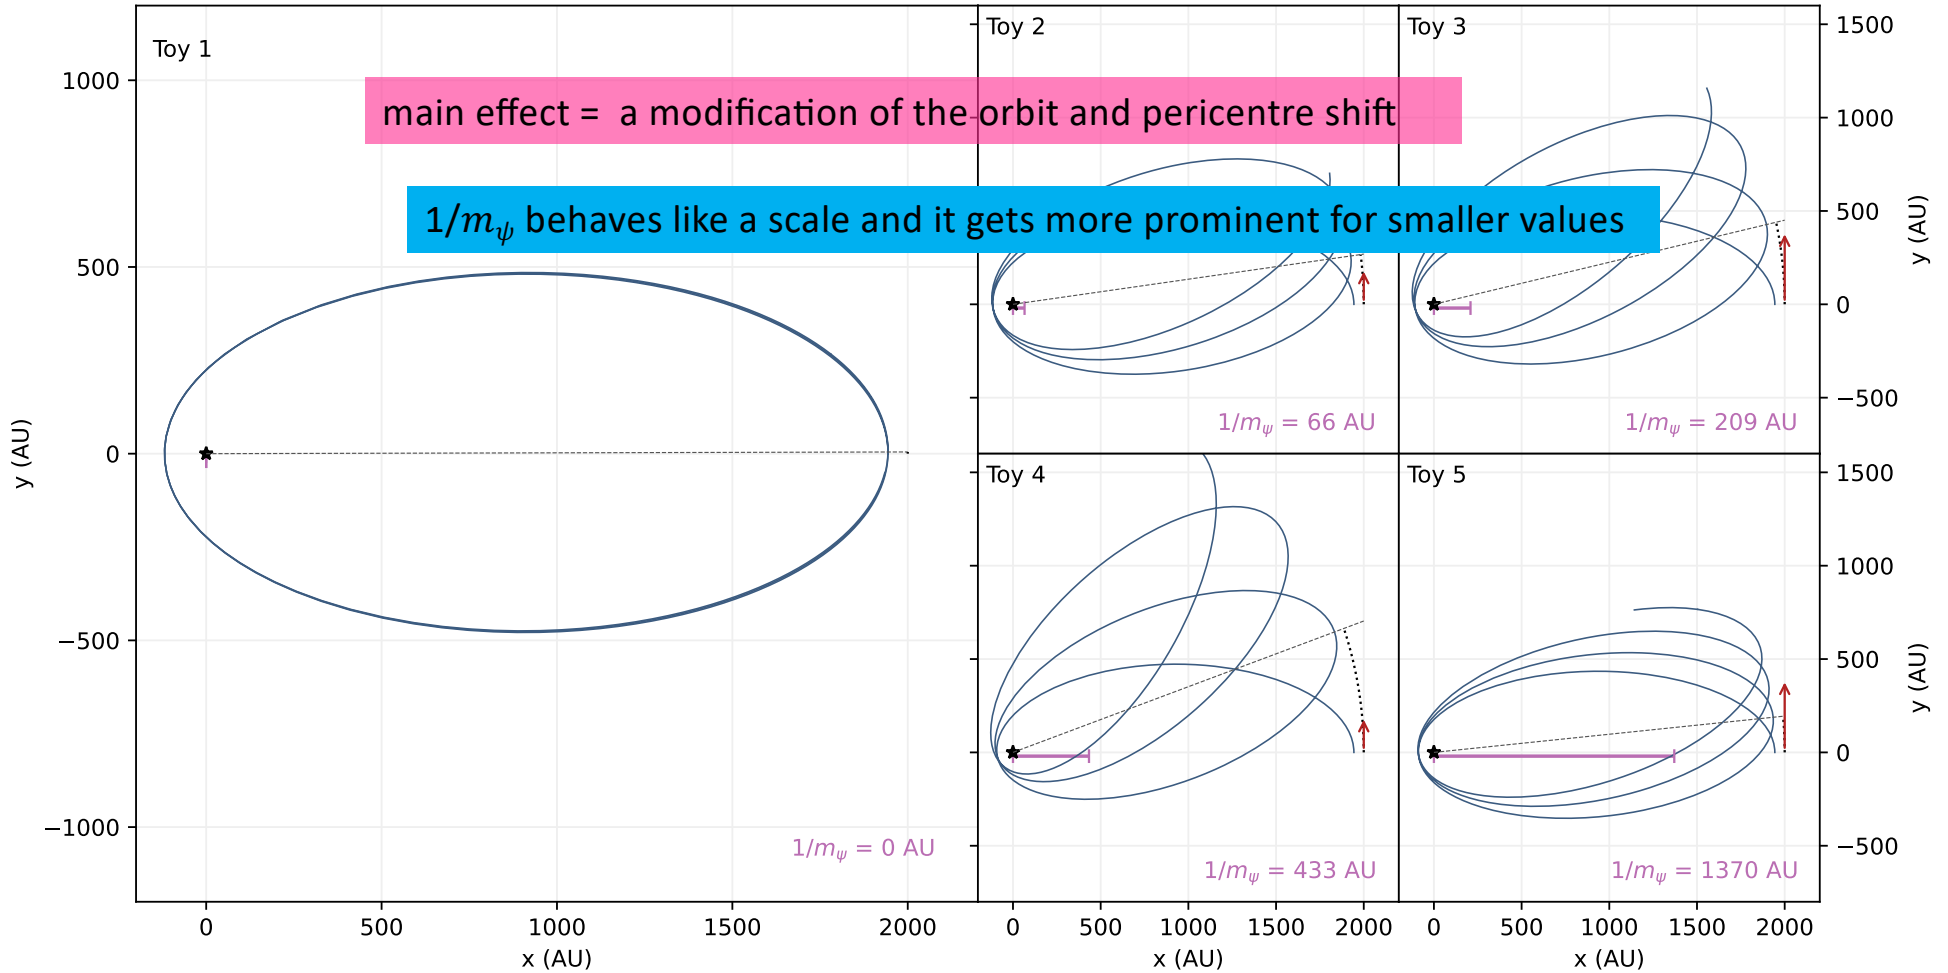 Toy 1
Toy 2
Toy 3
main effect =  a modification of the orbit and pericentre shift
1/m_ψ behaves like a scale and it gets more prominent for smaller values
1000
500
0
−500
−1000
y (AU)
1/m_ψ = 0 AU
0
500
1000
1500
2000
x (AU)
1/m_ψ = 66 AU
1/m_ψ = 209 AU
1500
1000
500
0
−500
y (AU)
Toy 4
Toy 5
1/m_ψ = 433 AU
1/m_ψ = 1370 AU
1500
1000
500
0
−500
y (AU)
0
500
1000
1500
2000
x (AU)
0
500
1000
1500
2000
x (AU)